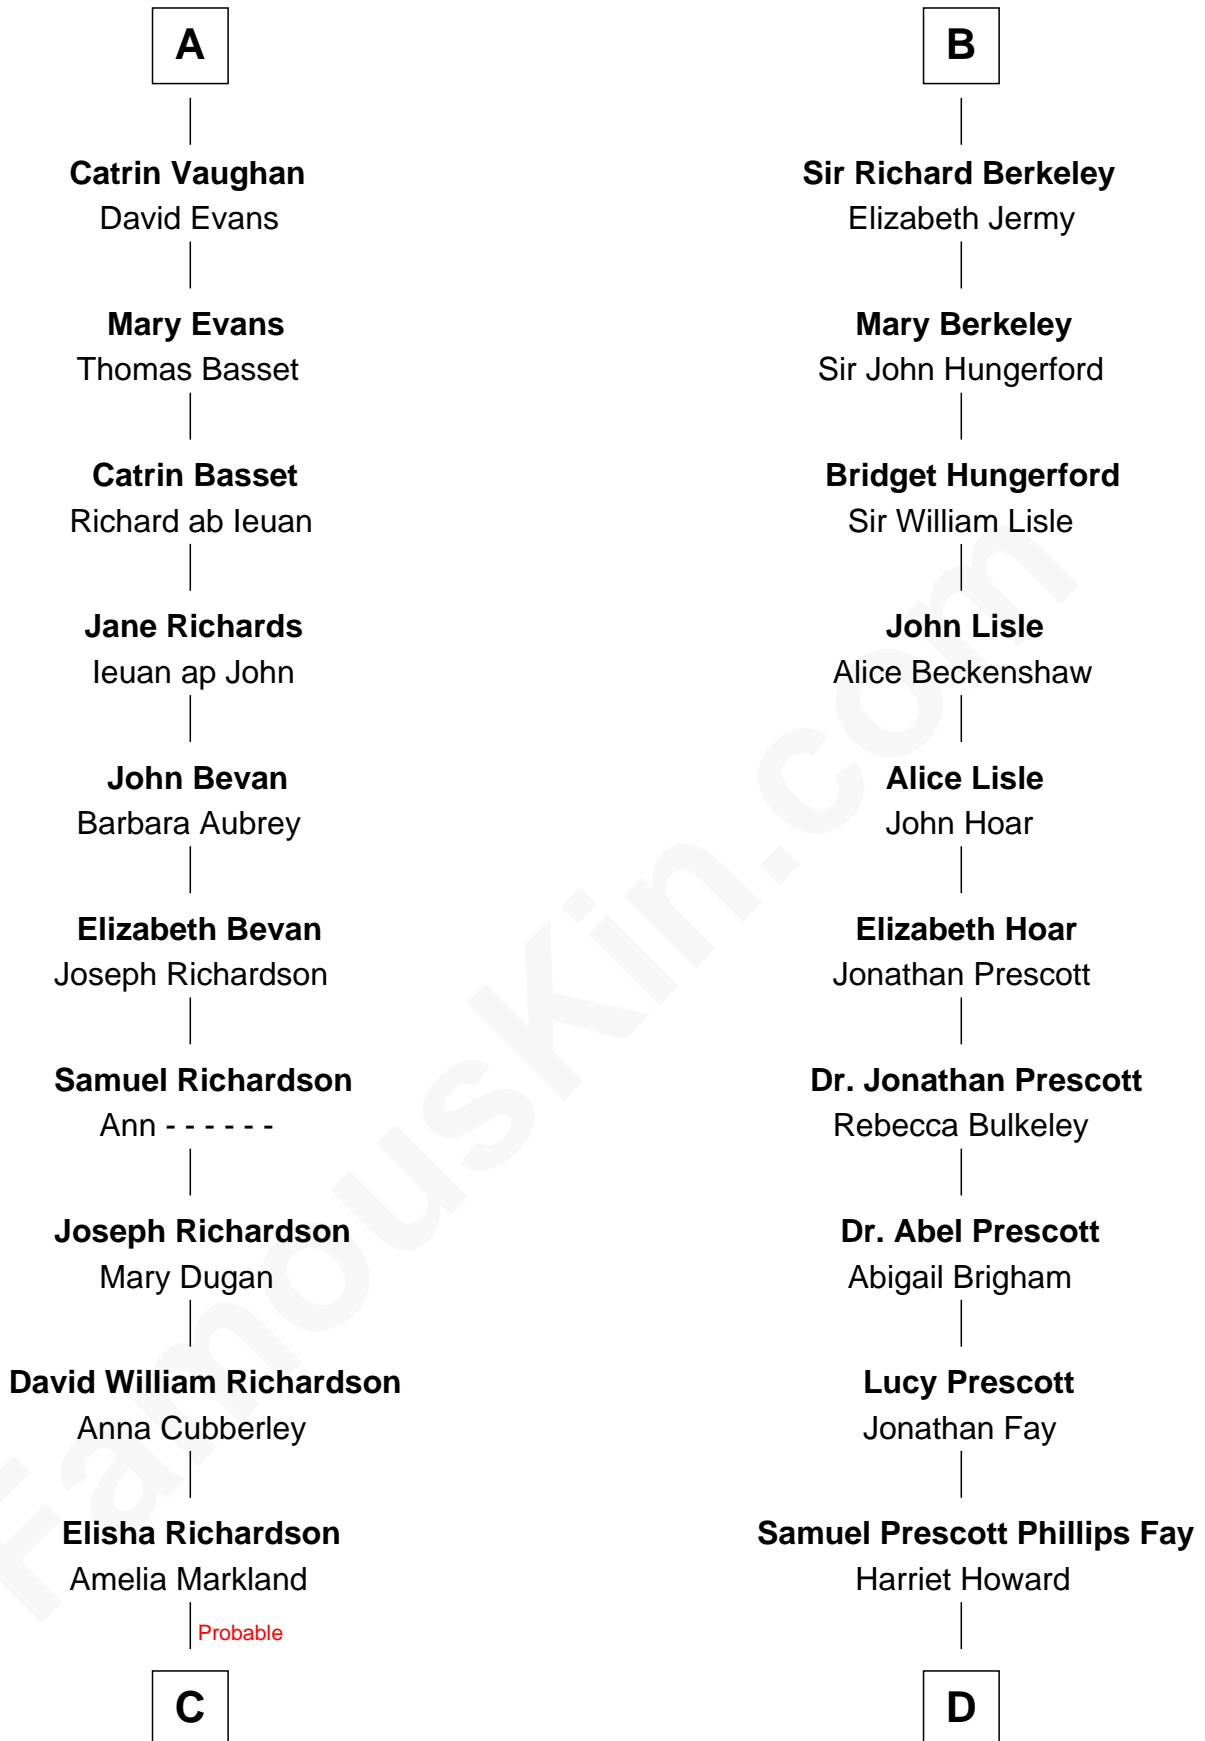 A
Catrin Vaughan
David Evans
Mary Evans
Thomas Basset
Catrin Basset
Richard ab Ieuan
Jane Richards
Ieuan ap John
John Bevan
Barbara Aubrey
Elizabeth Bevan
Joseph Richardson
Samuel Richardson
Ann - - - - - -
Joseph Richardson
Mary Dugan
David William Richardson
Anna Cubberley
Elisha Richardson
Amelia Markland
Probable
C
B
Sir Richard Berkeley
Elizabeth Jermy
Mary Berkeley
Sir John Hungerford
Bridget Hungerford
Sir William Lisle
John Lisle
Alice Beckenshaw
Alice Lisle
John Hoar
Elizabeth Hoar
Jonathan Prescott
Dr. Jonathan Prescott
Rebecca Bulkeley
Dr. Abel Prescott
Abigail Brigham
Lucy Prescott
Jonathan Fay
Samuel Prescott Phillips Fay
Harriet Howard
D
FamousKin.com